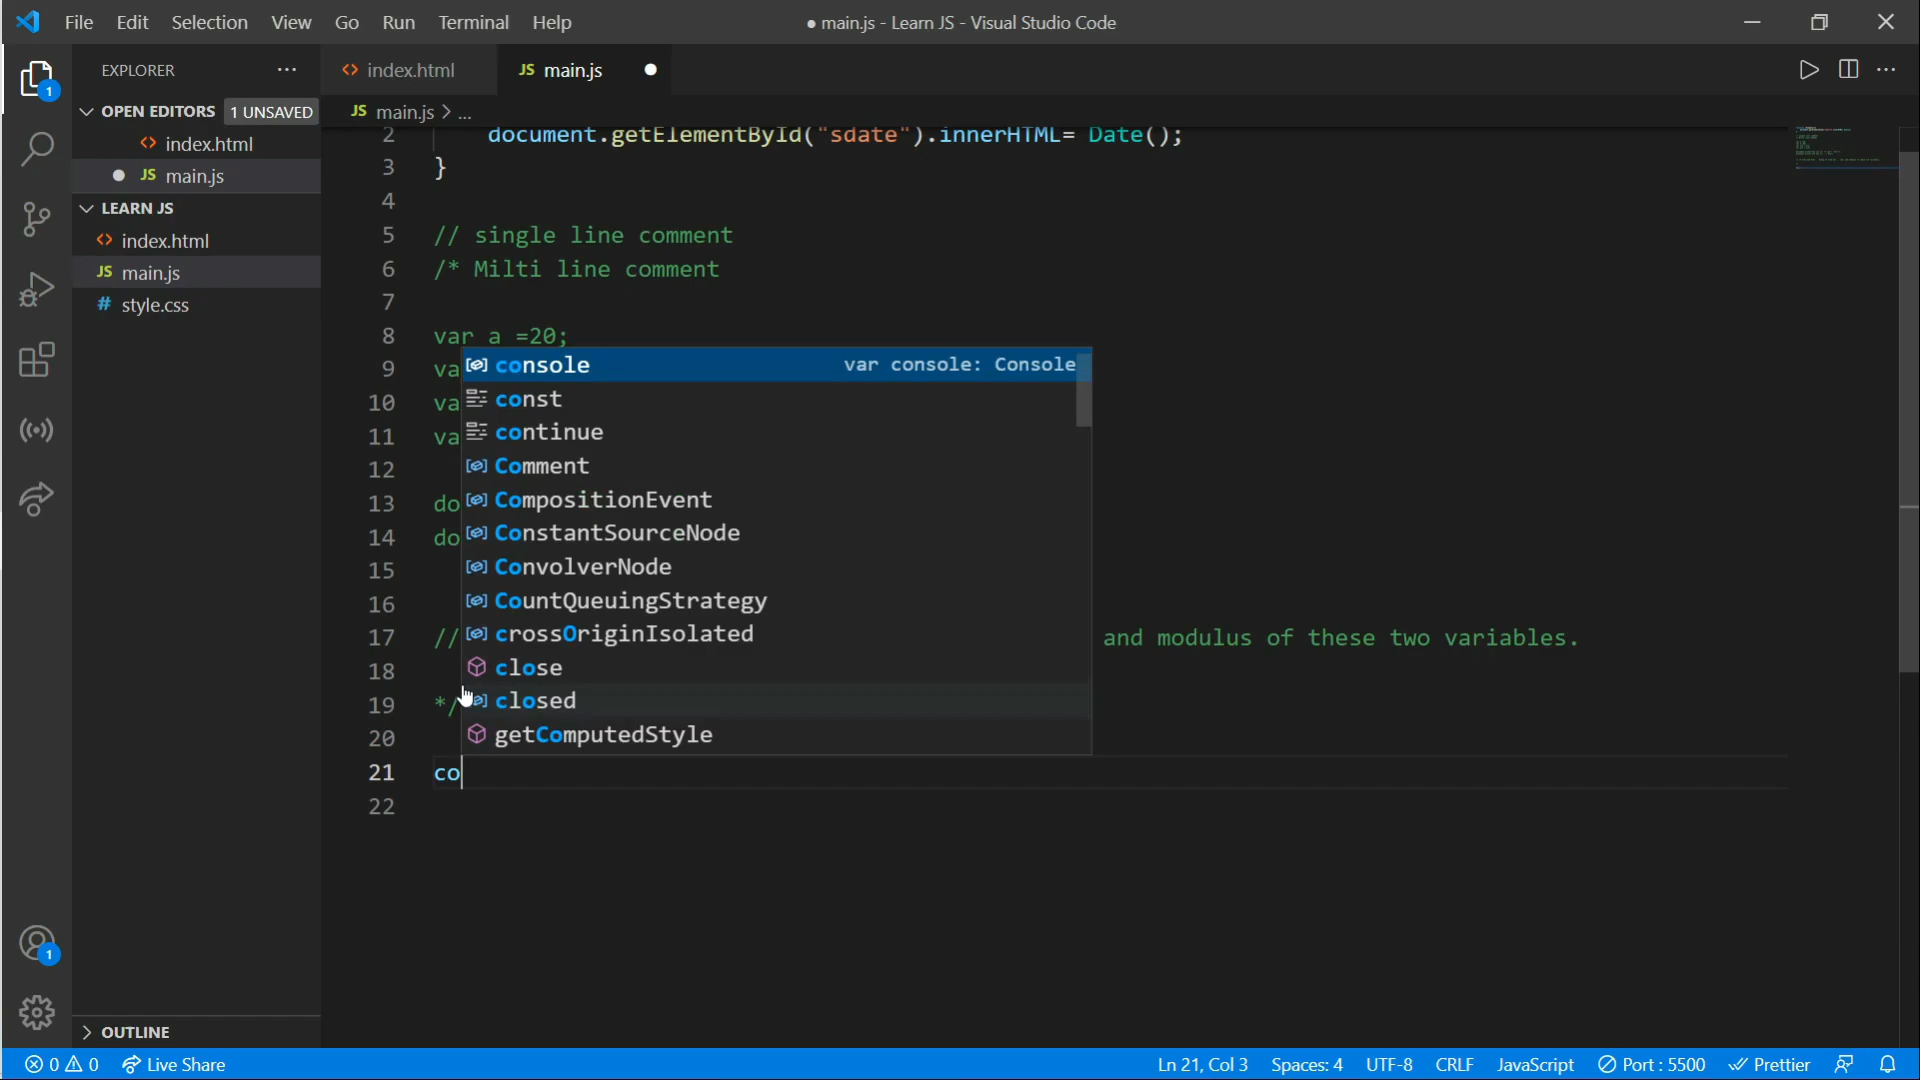 File Edit Selection View Go Run Terminal Help
● main.js - Learn JS - Visual Studio Code
EXPLORER
OPEN EDITORS 1 UNSAVED
<> index.html
● JS main.js
LEARN JS
<> index.html
JS main.js
# style.css
OUTLINE
<> index.html
JS main.js ●
JS main.js > ...
2 document.getElementById("sdate").innerHTML= Date();
3 }
4
5 // single line comment
6 /* Milti line comment
7
8 var a =20;
9 va
10 va
11 va
12
13 do
14 do
15
16
17 // and modulus of these two variables.
18
19 */
20
21 co
22
console var console: Console
const
continue
Comment
CompositionEvent
ConstantSourceNode
ConvolverNode
CountQueuingStrategy
crossOriginIsolated
close
closed
getComputedStyle
1
1
0 0 Live Share
Ln 21, Col 3 Spaces: 4 UTF-8 CRLF JavaScript Port : 5500 Prettier